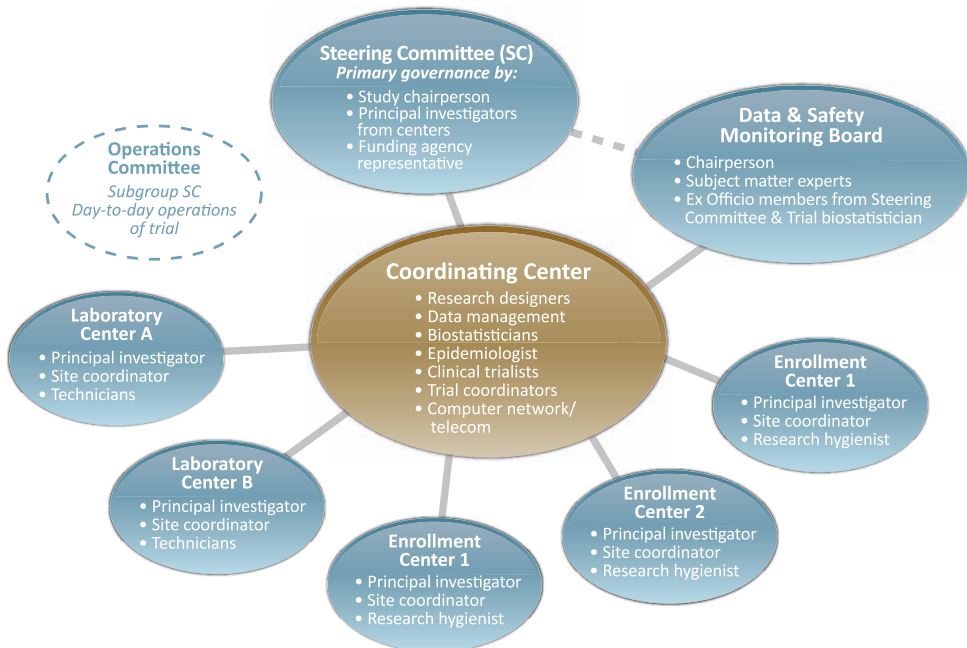 Steering Committee (SC)
Primary governance by:
• Study chairperson
• Principal investigators
from centers
• Funding agency
representative
Data & Safety
Monitoring Board
• Chairperson
• Subject matter experts
• Ex Officio members from Steering
Committee & Trial biostatistician
Operations
Committee
Subgroup SC
Day-to-day operations
of trial
Coordinating Center
• Research designers
• Data management
• Biostatisticians
• Epidemiologist
• Clinical trialists
• Trial coordinators
• Computer network/
telecom
Laboratory
Center A
• Principal investigator
• Site coordinator
• Technicians
Enrollment
Center 1
• Principal investigator
• Site coordinator
• Research hygienist
Laboratory
Center B
• Principal investigator
• Site coordinator
• Technicians
Enrollment
Center 2
• Principal investigator
• Site coordinator
• Research hygienist
Enrollment
Center 1
• Principal investigator
• Site coordinator
• Research hygienist